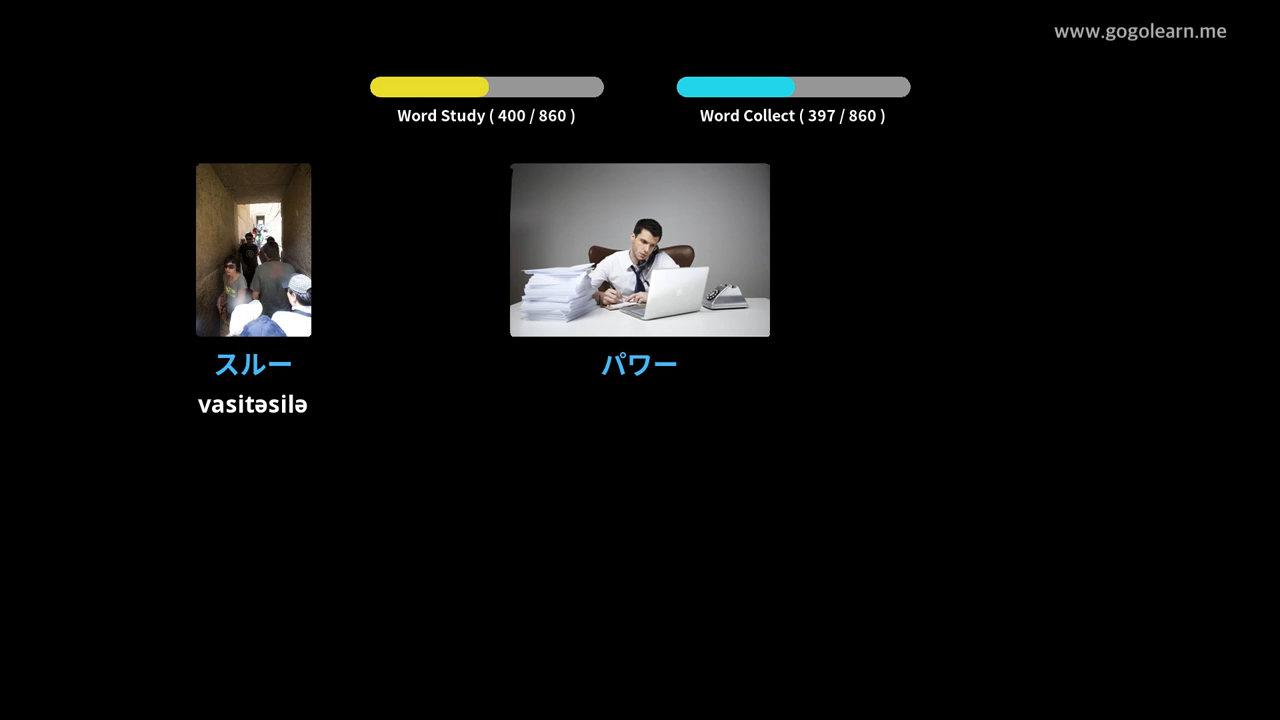 www.gogolearn.me
Word Study ( 400 / 860 )
Word Collect ( 397 / 860 )
スルー
パワー
vasitəsilə